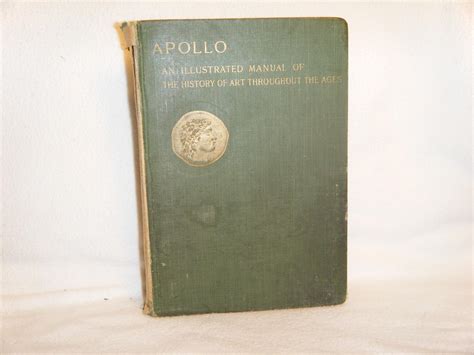 APOLLO
AN ILLUSTRATED MANUAL OF
THE HISTORY OF ART THROUGHOUT THE AGES